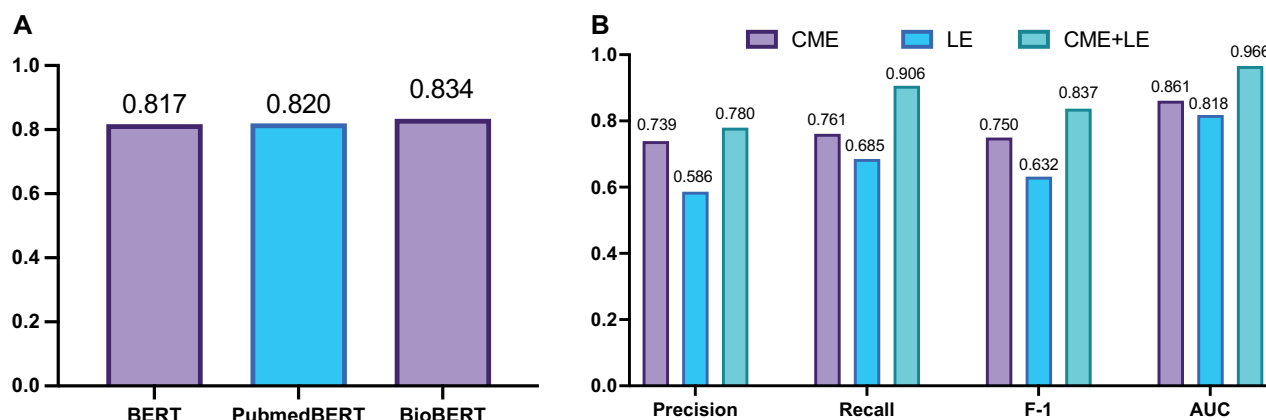 A
1.0
0.8
0.6
0.4
0.2
0.0
0.817
0.820
0.834
BERT
PubmedBERT
BioBERT
B
CME
LE
CME+LE
1.0
0.8
0.6
0.4
0.2
0.0
0.739
0.586
0.780
0.761
0.685
0.906
0.750
0.632
0.837
0.861
0.818
0.966
Precision
Recall
F-1
AUC